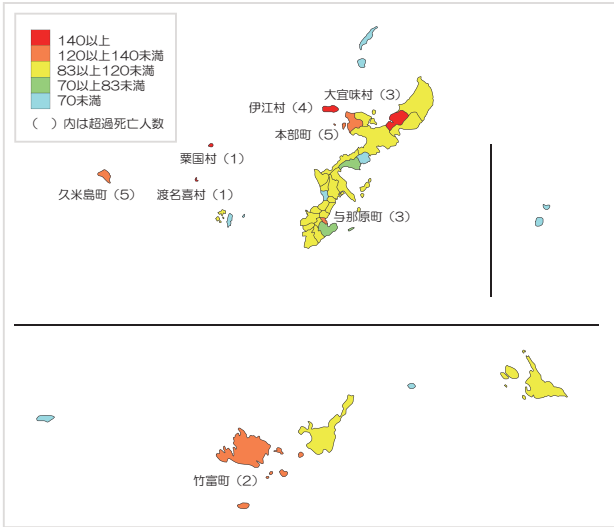 140以上
120以上140未満
83以上120未満
70以上83未満
70未満
( )内は超過死亡人数
大宜味村（3）
伊江村（4）
本部町（5）
粟国村（1）
久米島町（5）
渡名喜村（1）
与那原町（3）
竹富町（2）